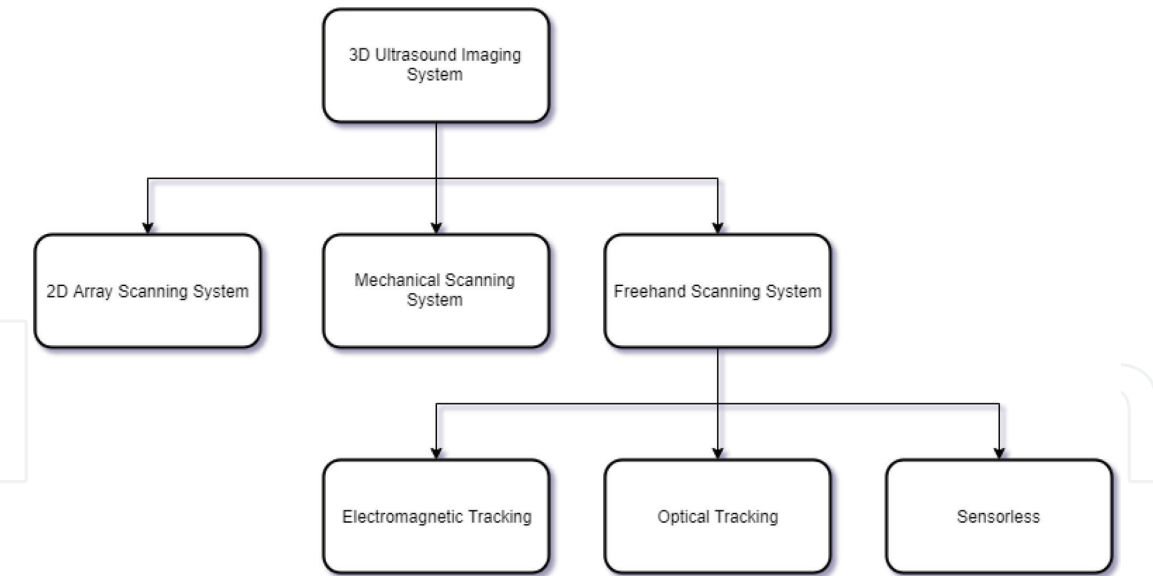 3D Ultrasound Imaging
System
2D Array Scanning System
Mechanical Scanning
System
Freehand Scanning System
Electromagnetic Tracking
Optical Tracking
Sensorless